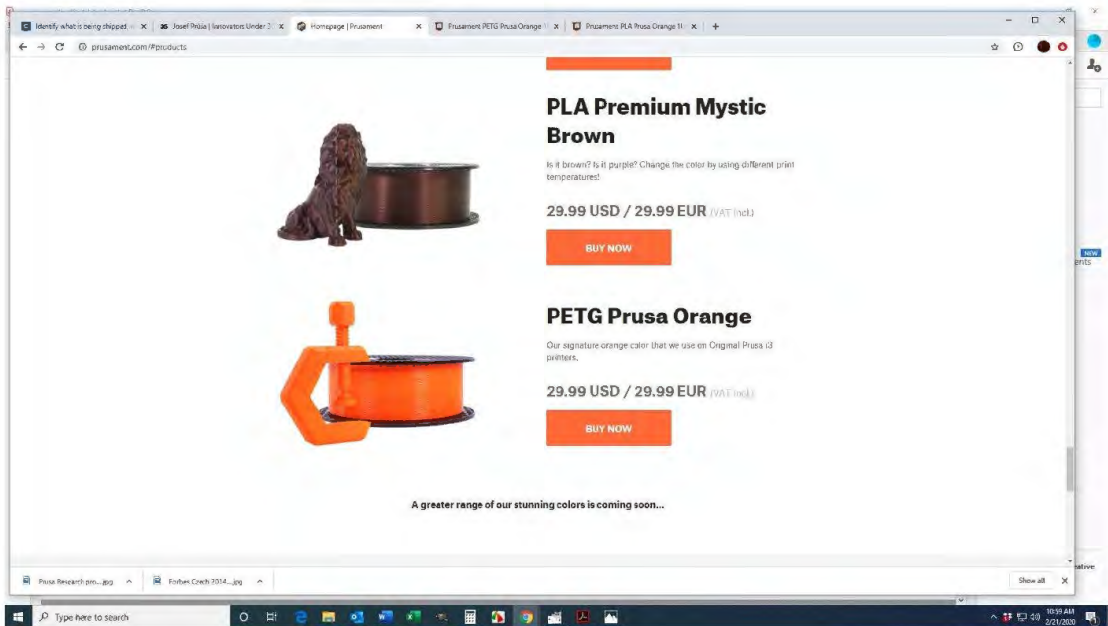 Identify what is being shipped
Josef Průša | Innovators Under 3
Homepage | Prusament
Prusament PETG Prusa Orange 1
Prusament PLA Prusa Orange 1
prusament.com/#products
PLA Premium Mystic
Brown
Is it brown? Is it purple? Change the color by using different print
temperatures!
29.99 USD / 29.99 EUR (VAT incl.)
BUY NOW
NEW
ents
PETG Prusa Orange
Our signature orange color that we use on Original Prusa i3
printers.
29.99 USD / 29.99 EUR (VAT incl.)
BUY NOW
A greater range of our stunning colors is coming soon...
eative
Prusa Research pro....jpg
Forbes Czech 2014....jpg
Show all
Type here to search
10:59 AM
2/21/2020